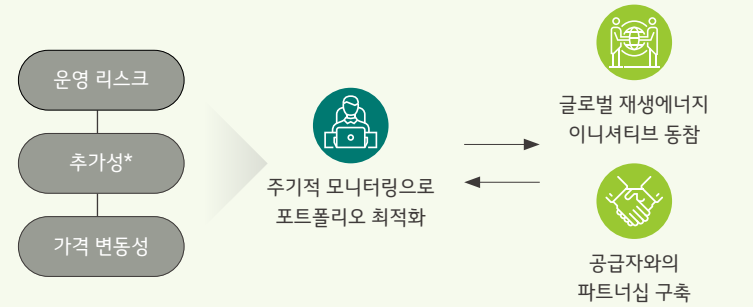 운영 리스크
추가성*
가격 변동성
주기적 모니터링으로
포트폴리오 최적화
글로벌 재생에너지
이니셔티브 동참
공급자와의
파트너십 구축